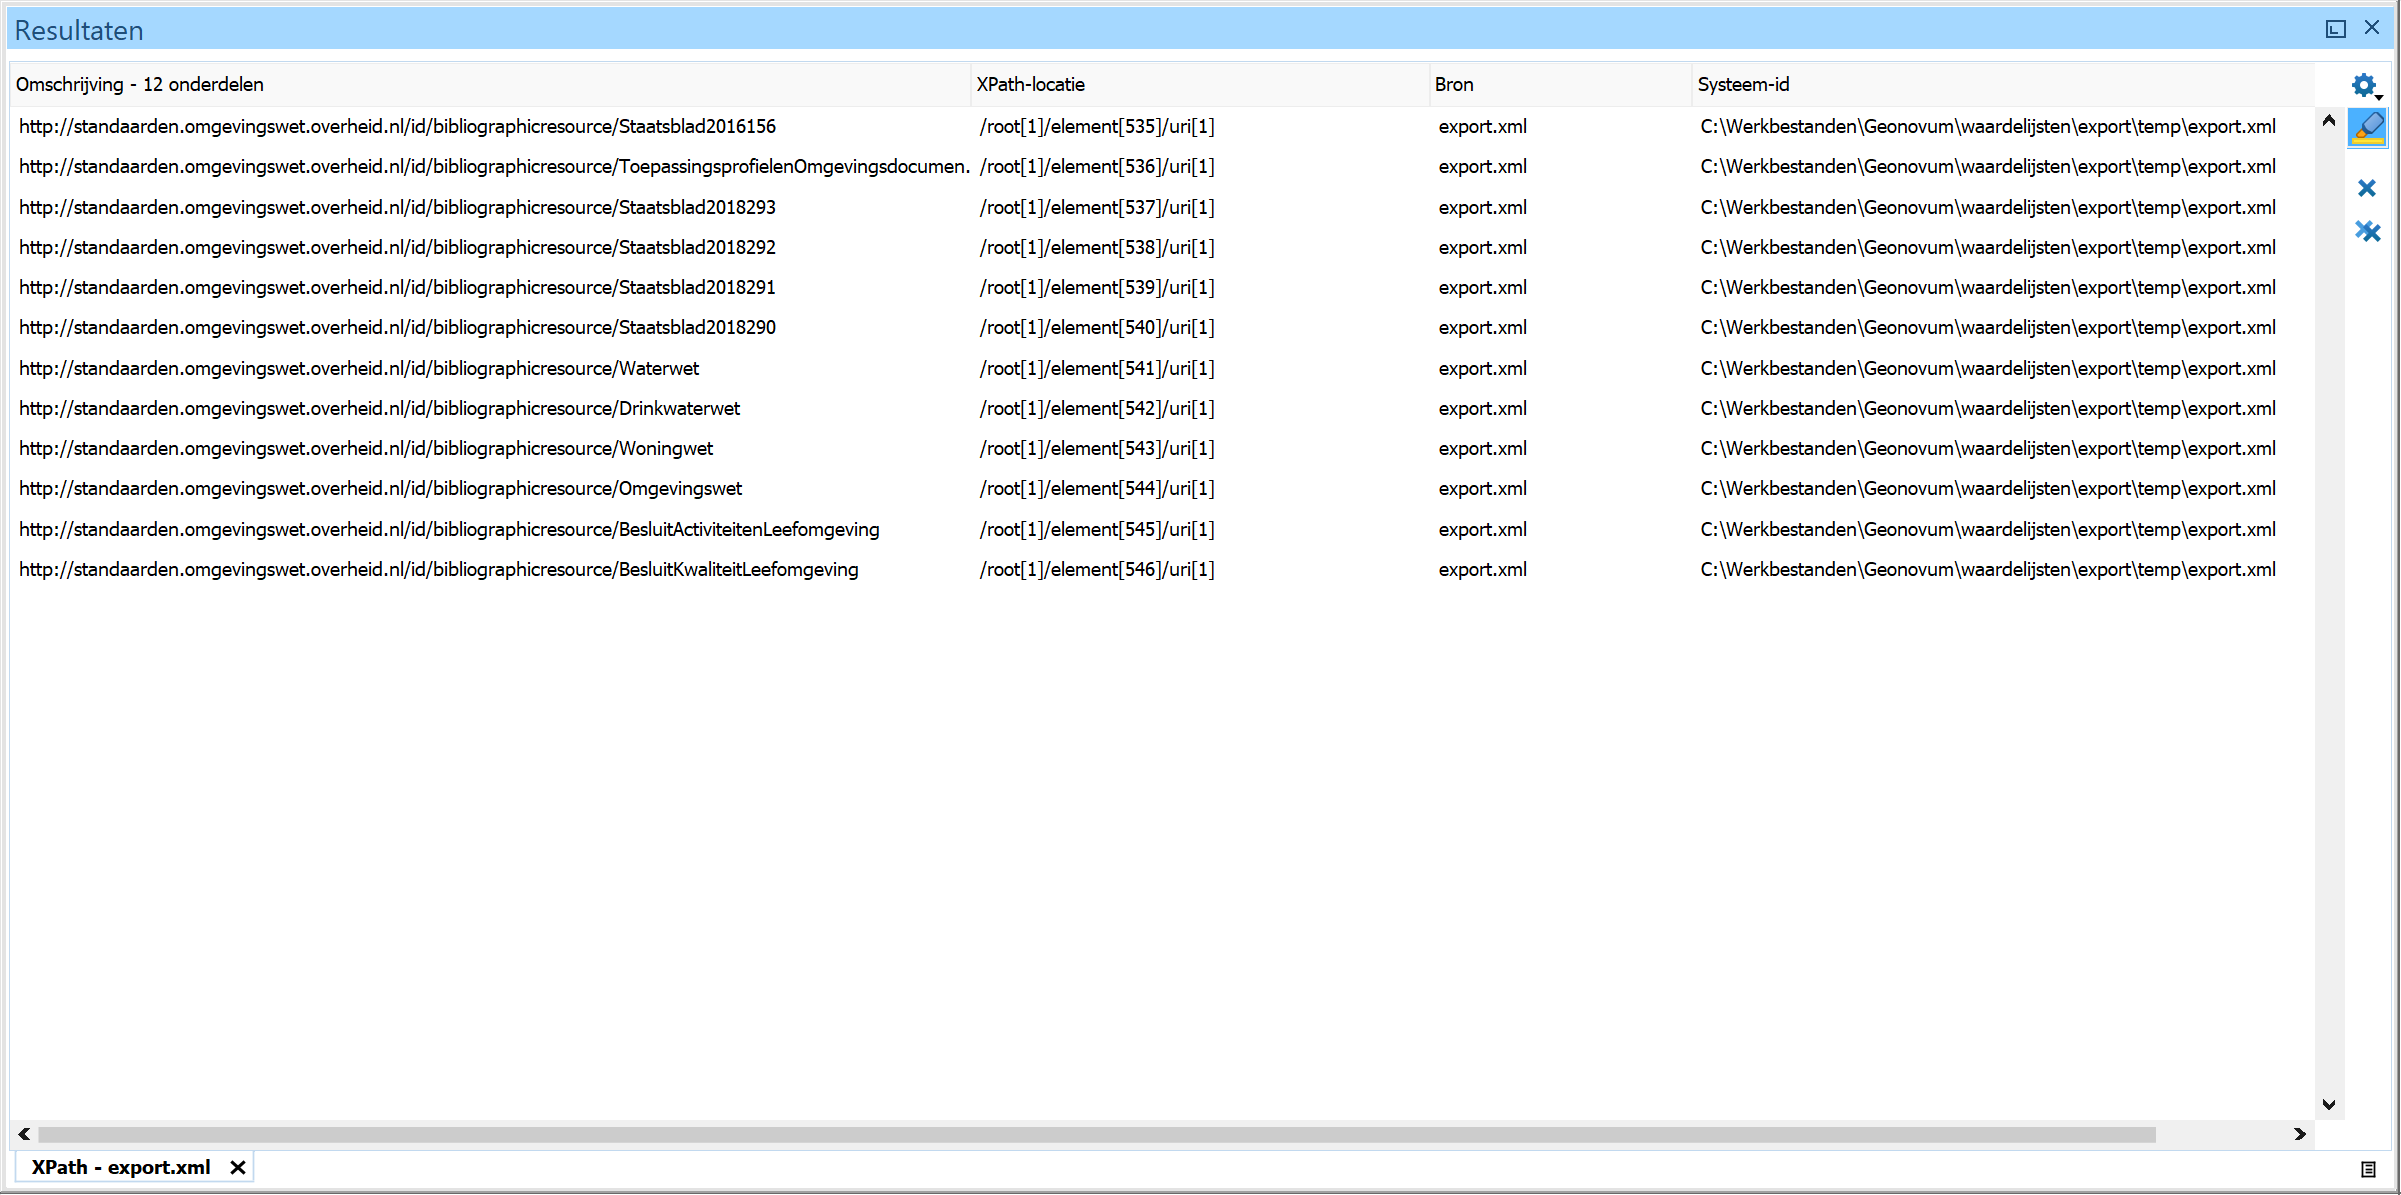 Resultaten
Omschrijving - 12 onderdelen XPath-locatie Bron Systeem-id
http://standaarden.omgevingswet.overheid.nl/id/bibliographicresource/Staatsblad2016156 /root[1]/element[535]/uri[1] export.xml C:\Werkbestanden\Geonovum\waardelijsten\export\temp\export.xml
http://standaarden.omgevingswet.overheid.nl/id/bibliographicresource/ToepassingsprofielenOmgevingsdocumen. /root[1]/element[536]/uri[1] export.xml C:\Werkbestanden\Geonovum\waardelijsten\export\temp\export.xml
http://standaarden.omgevingswet.overheid.nl/id/bibliographicresource/Staatsblad2018293 /root[1]/element[537]/uri[1] export.xml C:\Werkbestanden\Geonovum\waardelijsten\export\temp\export.xml
http://standaarden.omgevingswet.overheid.nl/id/bibliographicresource/Staatsblad2018292 /root[1]/element[538]/uri[1] export.xml C:\Werkbestanden\Geonovum\waardelijsten\export\temp\export.xml
http://standaarden.omgevingswet.overheid.nl/id/bibliographicresource/Staatsblad2018291 /root[1]/element[539]/uri[1] export.xml C:\Werkbestanden\Geonovum\waardelijsten\export\temp\export.xml
http://standaarden.omgevingswet.overheid.nl/id/bibliographicresource/Staatsblad2018290 /root[1]/element[540]/uri[1] export.xml C:\Werkbestanden\Geonovum\waardelijsten\export\temp\export.xml
http://standaarden.omgevingswet.overheid.nl/id/bibliographicresource/Waterwet /root[1]/element[541]/uri[1] export.xml C:\Werkbestanden\Geonovum\waardelijsten\export\temp\export.xml
http://standaarden.omgevingswet.overheid.nl/id/bibliographicresource/Drinkwaterwet /root[1]/element[542]/uri[1] export.xml C:\Werkbestanden\Geonovum\waardelijsten\export\temp\export.xml
http://standaarden.omgevingswet.overheid.nl/id/bibliographicresource/Woningwet /root[1]/element[543]/uri[1] export.xml C:\Werkbestanden\Geonovum\waardelijsten\export\temp\export.xml
http://standaarden.omgevingswet.overheid.nl/id/bibliographicresource/Omgevingswet /root[1]/element[544]/uri[1] export.xml C:\Werkbestanden\Geonovum\waardelijsten\export\temp\export.xml
http://standaarden.omgevingswet.overheid.nl/id/bibliographicresource/BesluitActiviteitenLeefomgeving /root[1]/element[545]/uri[1] export.xml C:\Werkbestanden\Geonovum\waardelijsten\export\temp\export.xml
http://standaarden.omgevingswet.overheid.nl/id/bibliographicresource/BesluitKwaliteitLeefomgeving /root[1]/element[546]/uri[1] export.xml C:\Werkbestanden\Geonovum\waardelijsten\export\temp\export.xml
XPath - export.xml